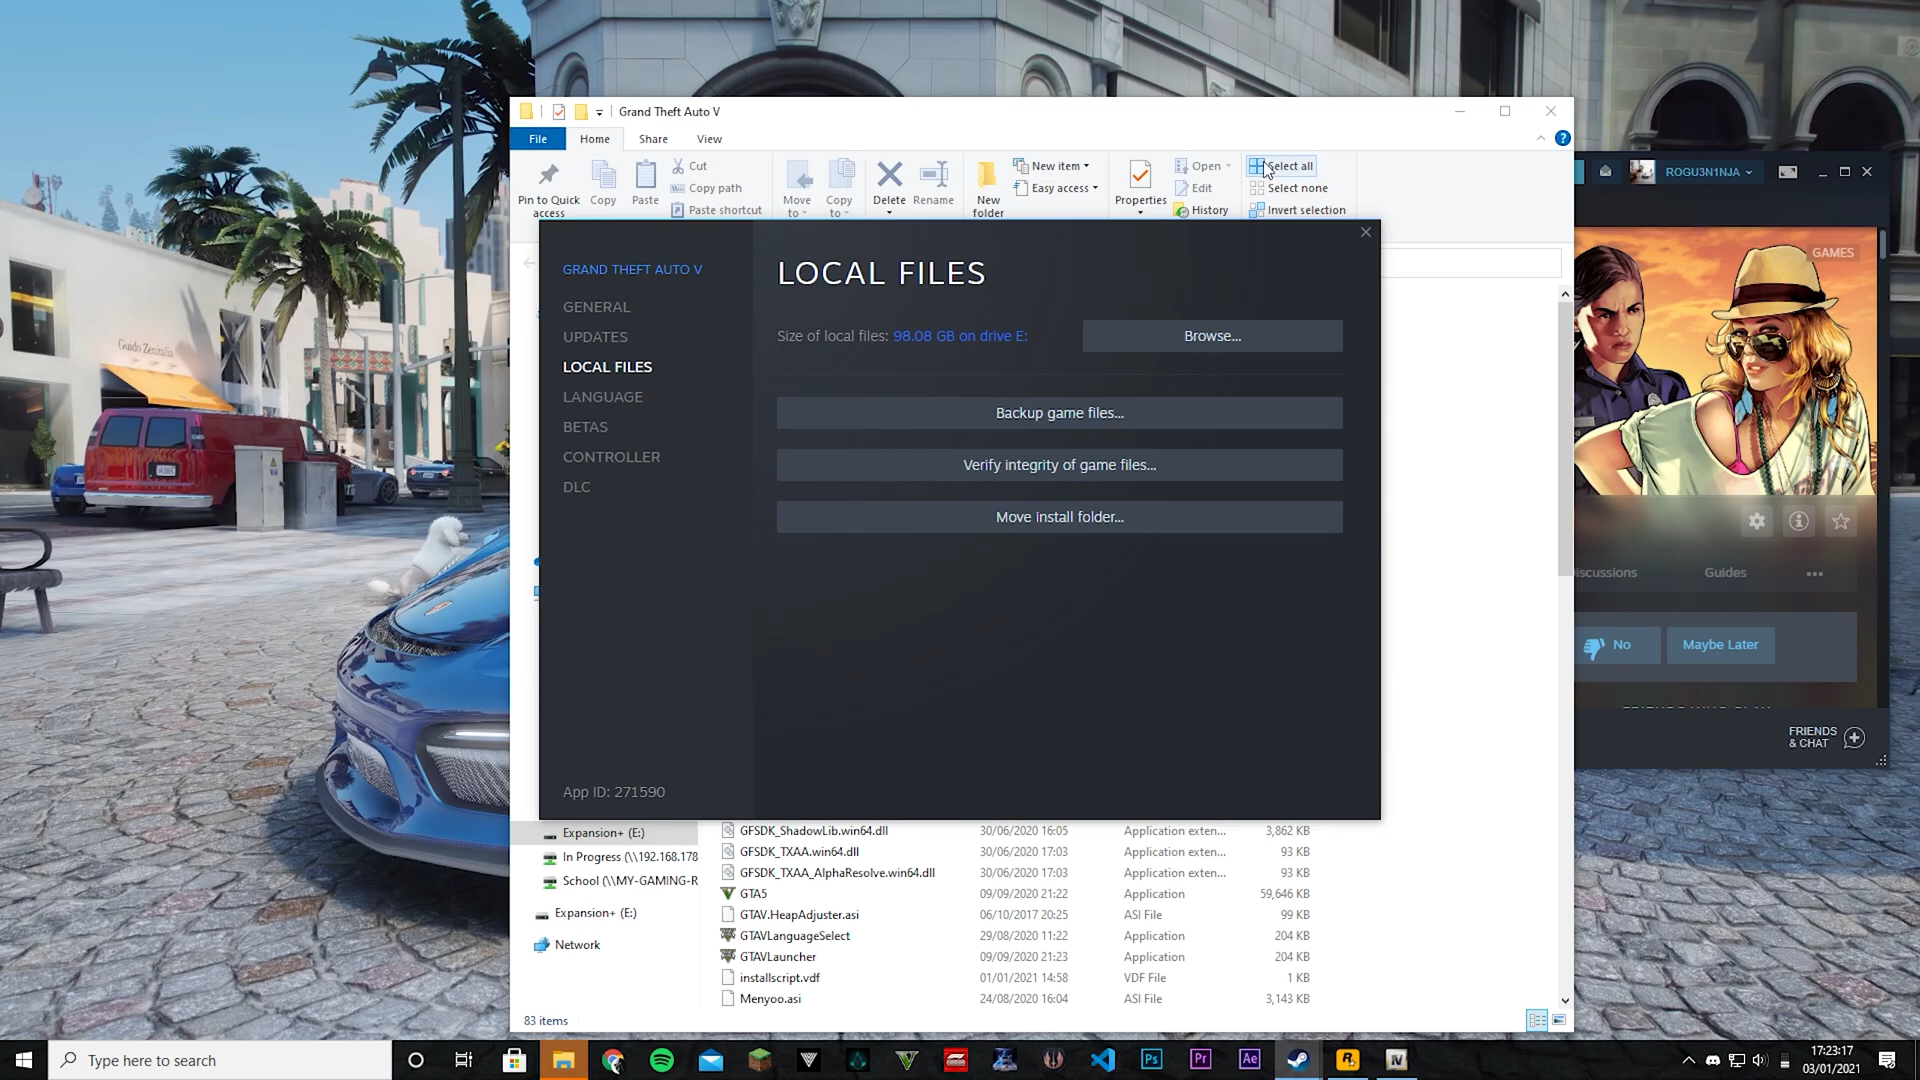 Grand Theft Auto V
File
Home
Share
View
Pin to Quick
access
Copy
Paste
Cut
Copy path
Paste shortcut
Move
to
Copy
to
Delete
Rename
New
folder
New item
Easy access
Properties
Open
Edit
History
Select all
Select none
Invert selection
ROGU3N1NJA
GAMES
GRAND THEFT AUTO V
GENERAL
UPDATES
LOCAL FILES
LANGUAGE
BETAS
CONTROLLER
DLC
App ID: 271590
LOCAL FILES
Size of local files: 98.08 GB on drive E:
Browse...
Backup game files...
Verify integrity of game files...
Move install folder...
Guides
No
Maybe Later
FRIENDS
& CHAT
Guido Zentralia
Expansion+ (E:)
In Progress (\\192.168.178
School (\\MY-GAMING-R
Expansion+ (E:)
Network
GFSDK_ShadowLib.win64.dll 30/06/2020 16:05 Application exten... 3,862 KB
GFSDK_TXAA.win64.dll 30/06/2020 17:03 Application exten... 93 KB
GFSDK_TXAA_AlphaResolve.win64.dll 30/06/2020 17:03 Application exten... 93 KB
GTA5 09/09/2020 21:22 Application 59,646 KB
GTAV.HeapAdjuster.asi 06/10/2017 20:25 ASI File 99 KB
GTAVLanguageSelect 29/08/2020 11:22 Application 204 KB
GTAVLauncher 09/09/2020 21:23 Application 204 KB
installscript.vdf 01/01/2021 14:58 VDF File 1 KB
Menyoo.asi 24/08/2020 16:04 ASI File 3,143 KB
83 items
Type here to search
Ps
Pr
Ae
17:23:17
03/01/2021